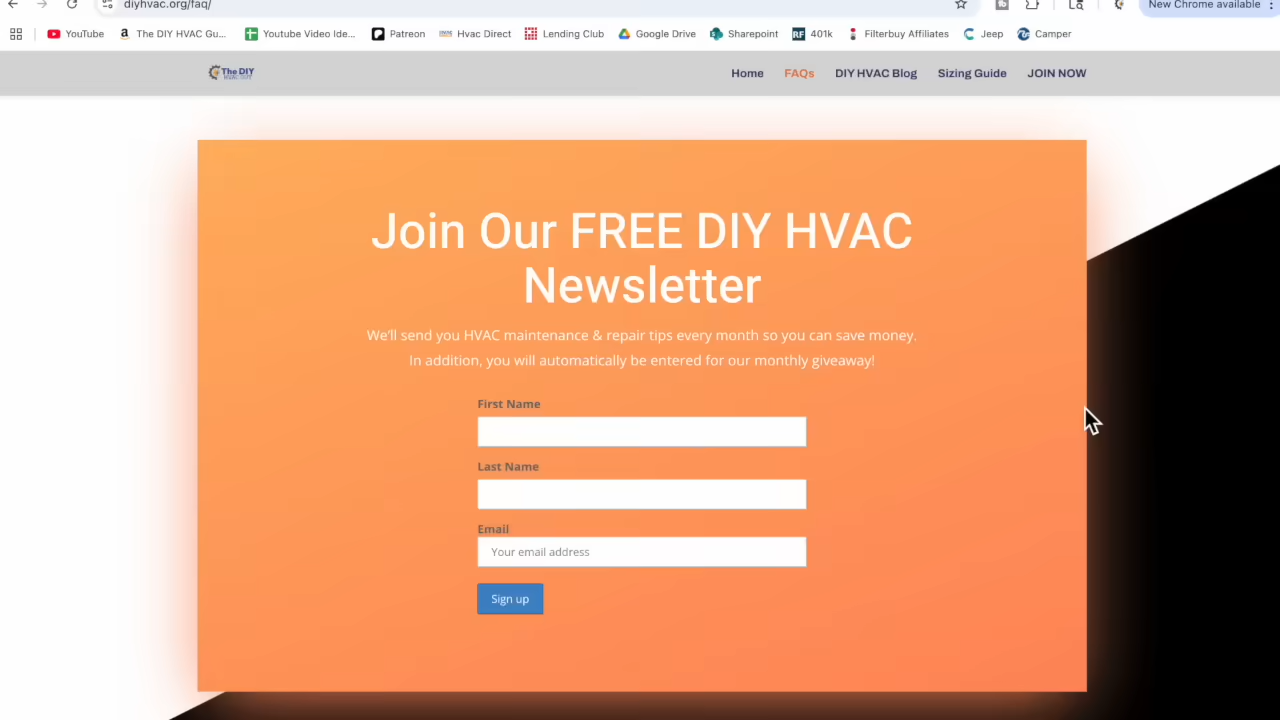 diyhvac.org/faq/
New Chrome available
YouTube
The DIY HVAC Gu...
Youtube Video Ide...
Patreon
Hvac Direct
Lending Club
Google Drive
Sharepoint
RF 401k
Filterbuy Affiliates
Jeep
Camper
The DIY
Home
FAQs
DIY HVAC Blog
Sizing Guide
JOIN NOW
Join Our FREE DIY HVAC
Newsletter
We'll send you HVAC maintenance & repair tips every month so you can save money.
In addition, you will automatically be entered for our monthly giveaway!
First Name
Last Name
Email
Your email address
Sign up